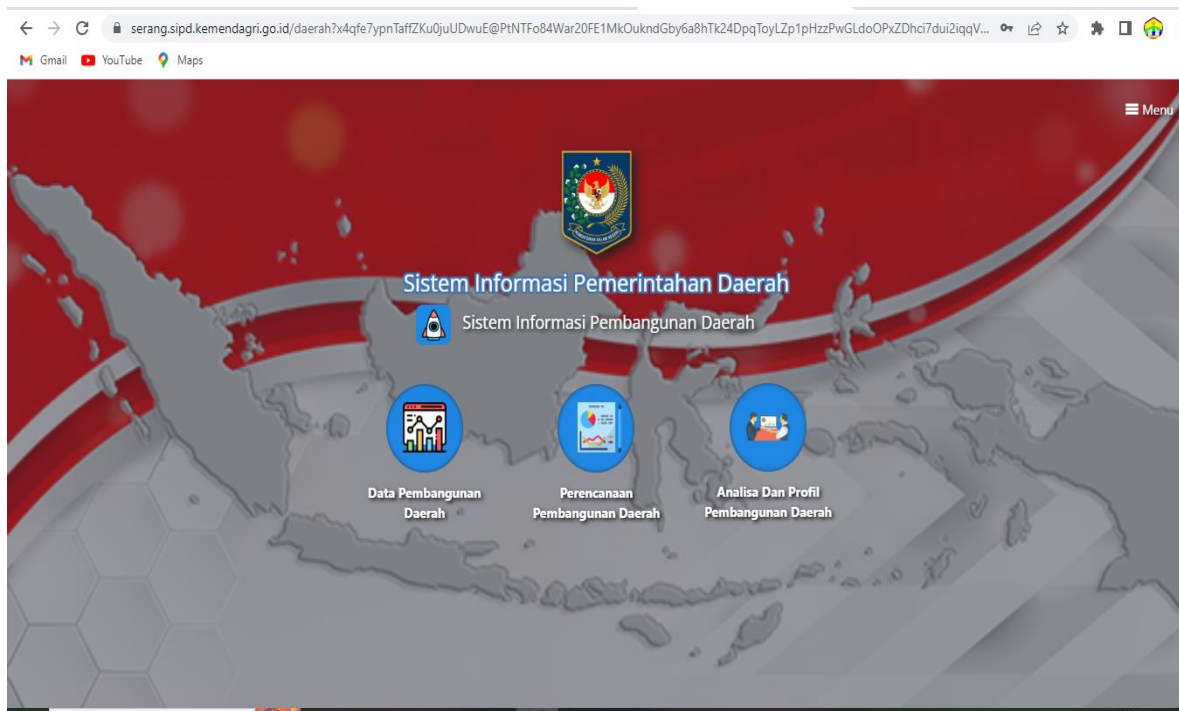 serang.sipd.kemendagri.go.id/daerah?x4qfe7ypnTaffZKu0juUDwuE@PtNTFo84War20FE1MkOukndGby6a8hTk24DpqToyLZp1pHzzPwGLdoOPxZDhci7dui2iqqV...
Gmail YouTube Maps
Menu
Sistem Informasi Pemerintahan Daerah
Sistem Informasi Pembangunan Daerah
Data Pembangunan
Daerah
Perencanaan
Pembangunan Daerah
Analisa Dan Profil
Pembangunan Daerah